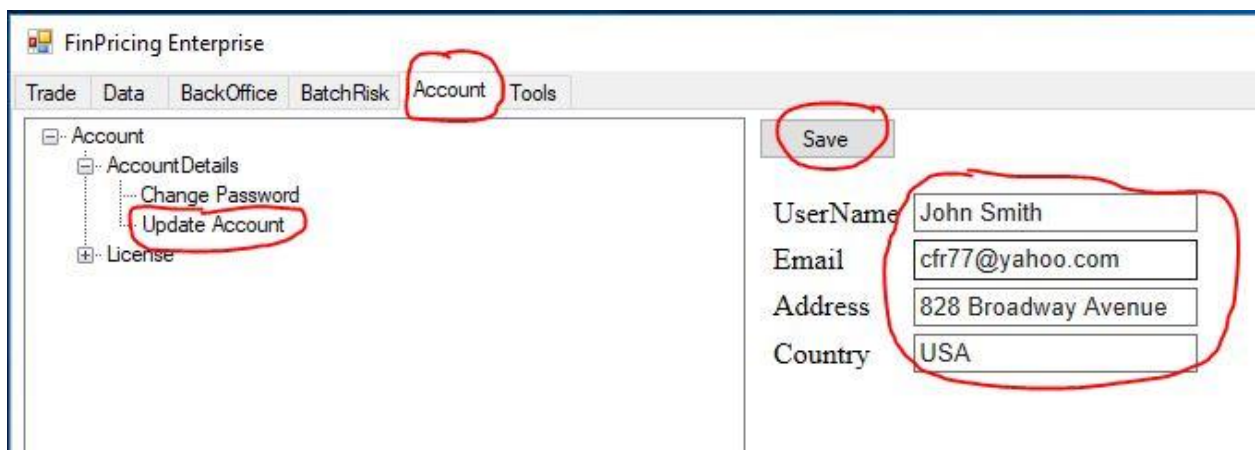 FinPricing Enterprise
Trade Data BackOffice BatchRisk Account Tools
Account
AccountDetails
Change Password
Update Account
License
Save
UserName John Smith
Email cfr77@yahoo.com
Address 828 Broadway Avenue
Country USA